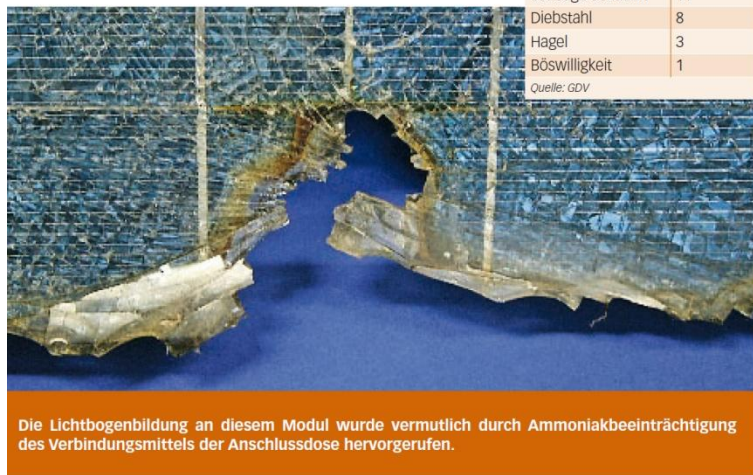 Diebstahl 8
Hagel 3
Böswilligkeit 1
Quelle: GDV
Die Lichtbogenbildung an diesem Modul wurde vermutlich durch Ammoniakbeeinträchtigung
des Verbindungsmittels der Anschlussdose hervorgerufen.